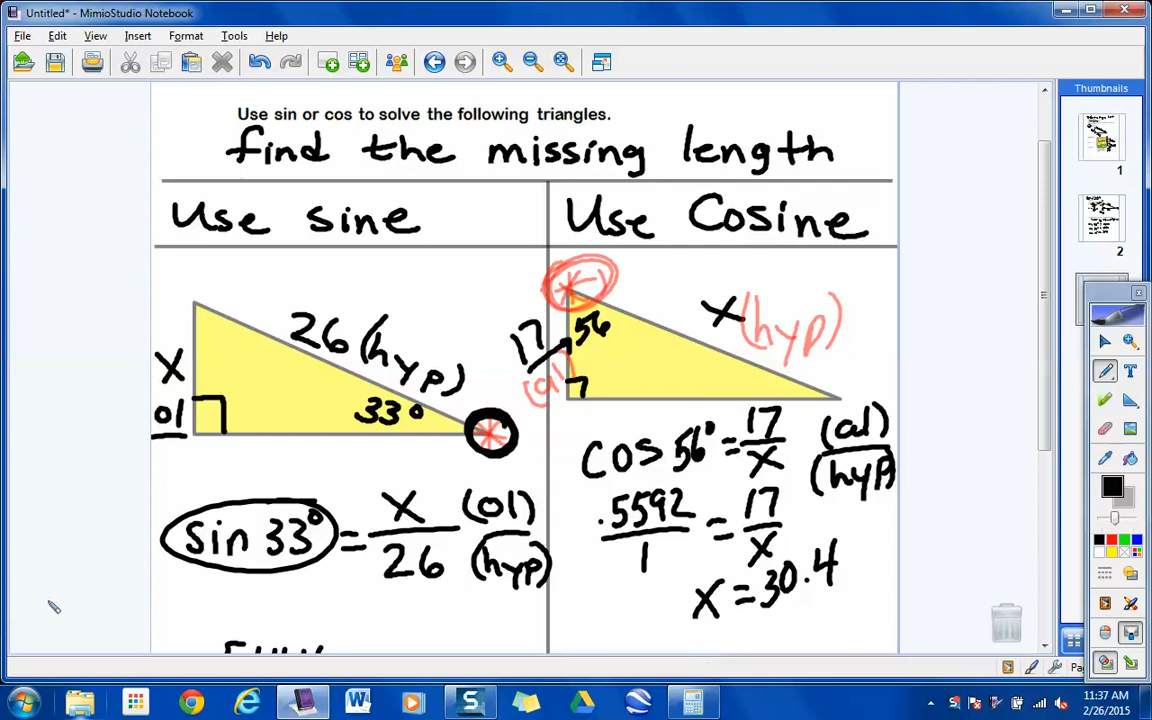 Untitled* - MimioStudio Notebook
File Edit View Insert Format Tools Help
Thumbnails
1
2
Use sin or cos to solve the following triangles.
find the missing length
Use sine
Use Cosine
26 (hyp)
x
ol
33°
sin 33° = x/26 (ol)/(hyp)
17
(al)
56
x (hyp)
cos 56° = 17/x (al)/(hyp)
.5592/1 = 17/x
x = 30.4
11:37 AM
2/26/2015